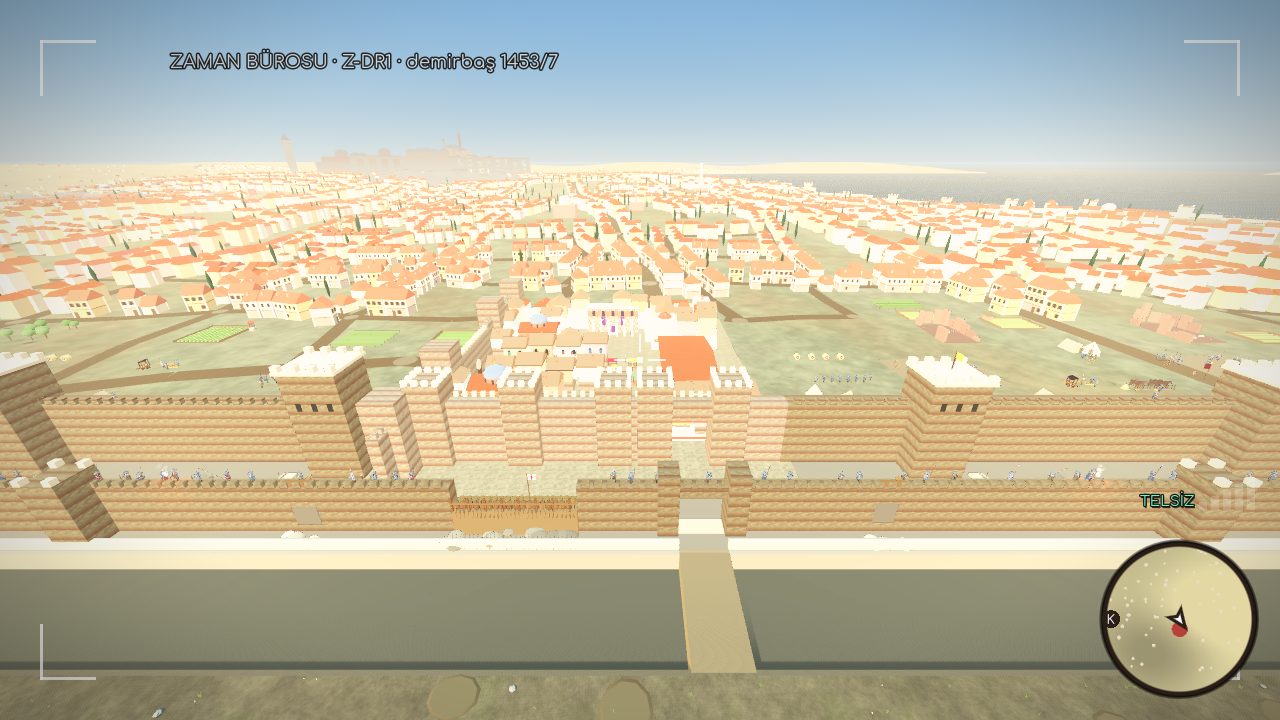 ZAMAN BÜROSU · Z-DR1 · demirbaş 1453/7
TELSİZ
K